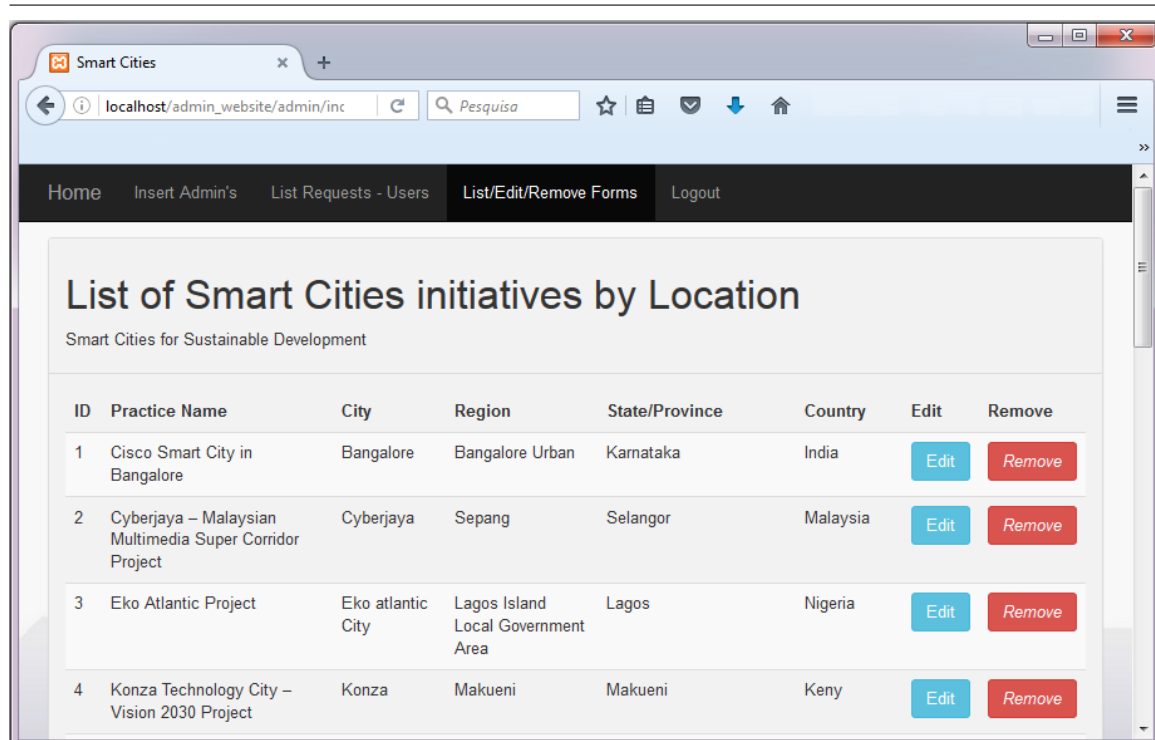 Smart Cities
localhost/admin_website/admin/inc
Pesquisa
Home Insert Admin's List Requests - Users List/Edit/Remove Forms Logout
List of Smart Cities initiatives by Location
Smart Cities for Sustainable Development
ID Practice Name City Region State/Province Country Edit Remove
1 Cisco Smart City in Bangalore Bangalore Urban Karnataka India Edit Remove
Bangalore
2 Cyberjaya – Malaysian Cyberjaya Sepang Selangor Malaysia Edit Remove
Multimedia Super Corridor
Project
3 Eko Atlantic Project Eko atlantic Lagos Island Lagos Nigeria Edit Remove
City Local Government
Area
4 Konza Technology City – Konza Makueni Makueni Keny Edit Remove
Vision 2030 Project